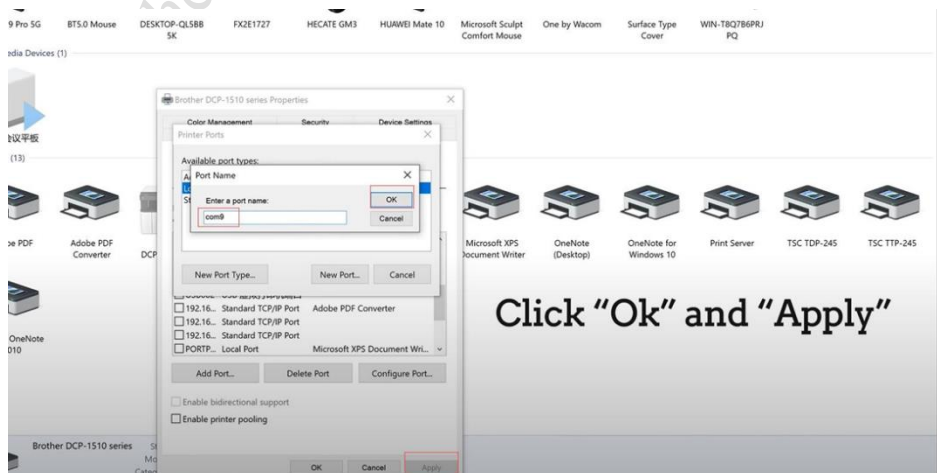 9 Pro 5G
BT5.0 Mouse
DESKTOP-QL5BB
5K
FX2E1727
HECATE GM3
HUAWEI Mate 10
Microsoft Sculpt
Comfort Mouse
One by Wacom
Surface Type
Cover
WIN-T8Q7B6PRJ
PQ
edia Devices (1)
议平板
(13)
Brother DCP-1510 series Properties
Color Management
Security
Device Settings
Printer Ports
Available port types:
Port Name
Enter a port name:
OK
com9
Cancel
New Port Type...
New Port...
Cancel
PDF
Adobe PDF
Converter
DCP
Microsoft XPS
Document Writer
OneNote
(Desktop)
OneNote for
Windows 10
Print Server
TSC TDP-245
TSC TTP-245
192.16... Standard TCP/IP Port Adobe PDF Converter
192.16... Standard TCP/IP Port
192.16... Standard TCP/IP Port
PORTP... Local Port Microsoft XPS Document Wri...
Click “Ok” and “Apply”
OneNote
010
Add Port...
Delete Port
Configure Port...
Enable bidirectional support
Enable printer pooling
Brother DCP-1510 series
OK
Cancel
Apply